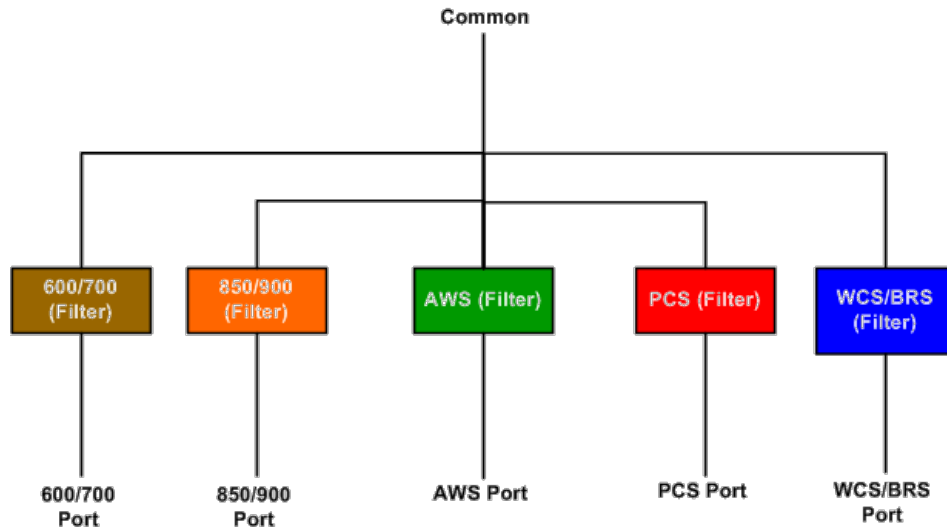 Common
600/700
(Filter)
850/900
(Filter)
AWS (Filter)
PCS (Filter)
WCS/BRS
(Filter)
600/700
Port
850/900
Port
AWS Port
PCS Port
WCS/BRS
Port